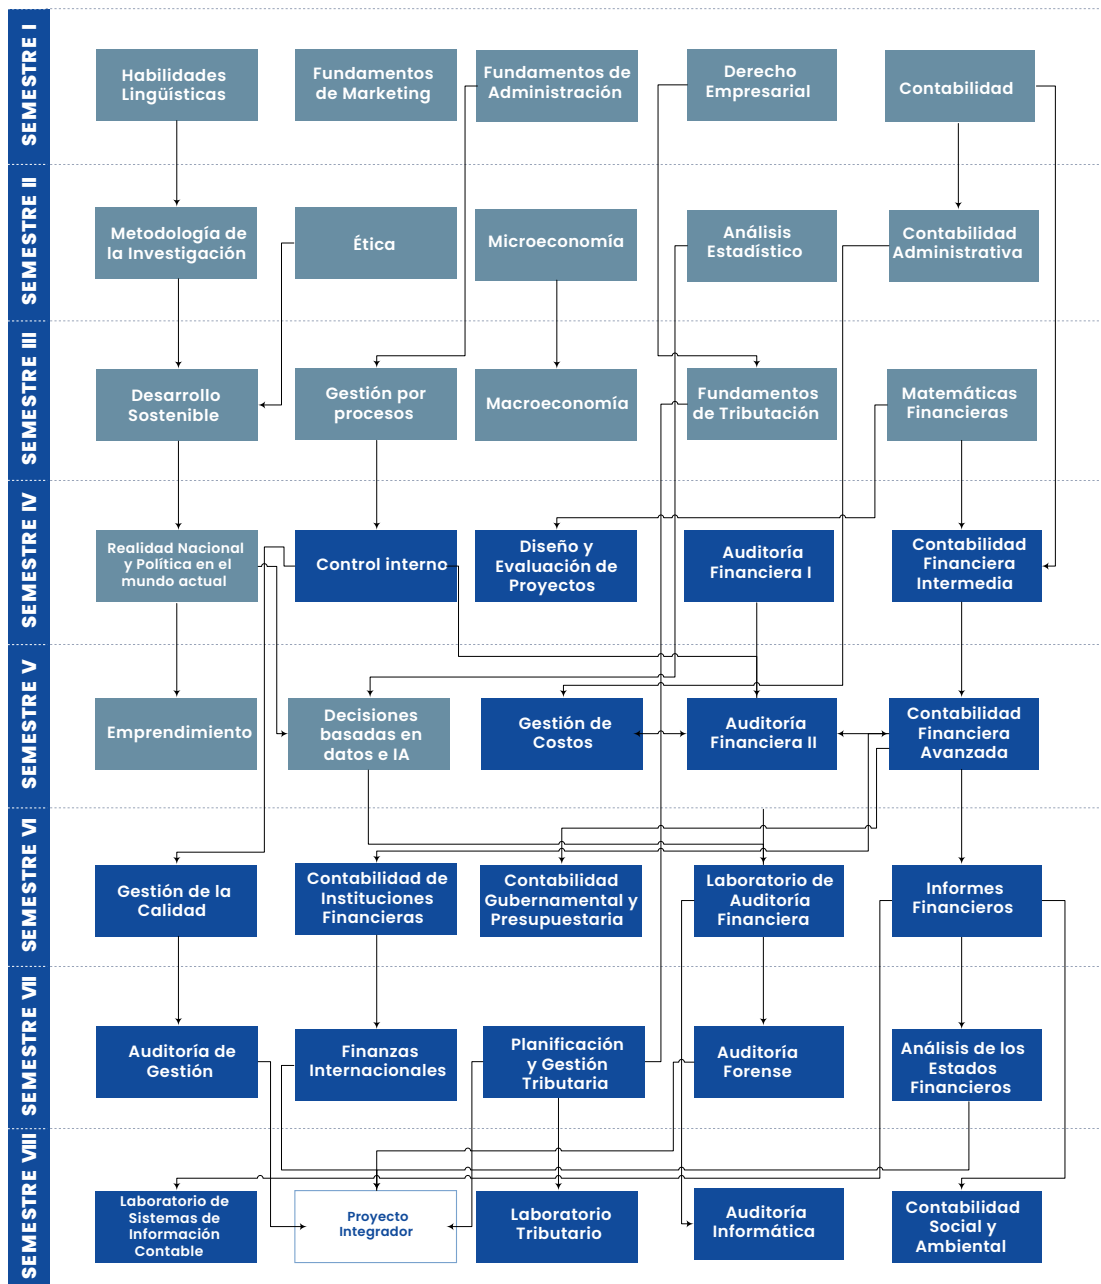 SEMESTRE I
Habilidades
Lingüísticas
Fundamentos
de Marketing
Fundamentos de
Administración
Derecho
Empresarial
Contabilidad
SEMESTRE II
Metodología de
la Investigación
Ética
Microeconomía
Análisis
Estadístico
Contabilidad
Administrativa
SEMESTRE III
Desarrollo
Sostenible
Gestión por
procesos
Macroeconomía
Fundamentos
de Tributación
Matemáticas
Financieras
SEMESTRE IV
Realidad Nacional
y Política en el
mundo actual
Control interno
Diseño y
Evaluación de
Proyectos
Auditoría
Financiera I
Contabilidad
Financiera
Intermedia
SEMESTRE V
Emprendimiento
Decisiones
basadas en
datos e IA
Gestión de
Costos
Auditoría
Financiera II
Contabilidad
Financiera
Avanzada
SEMESTRE VI
Gestión de la
Calidad
Contabilidad de
Instituciones
Financieras
Contabilidad
Gubernamental y
Presupuestaria
Laboratorio de
Auditoría
Financiera
Informes
Financieros
SEMESTRE VII
Auditoría de
Gestión
Finanzas
Internacionales
Planificación
y Gestión
Tributaria
Auditoría
Forense
Análisis de los
Estados
Financieros
SEMESTRE VIII
Laboratorio de
Sistemas de
Información
Contable
Proyecto
Integrador
Laboratorio
Tributario
Auditoría
Informática
Contabilidad
Social y
Ambiental